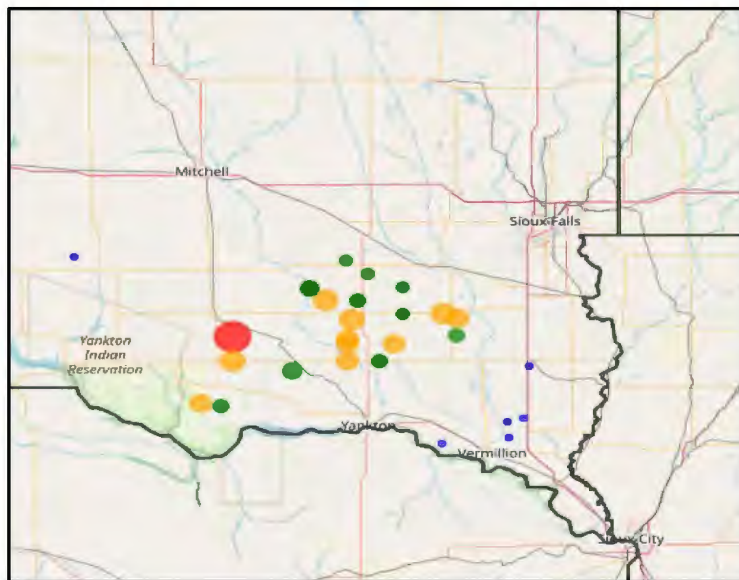 Mitchell
Sioux Falls
Yankton
Indian
Reservation
Yankton
Vermillion
Sioux City